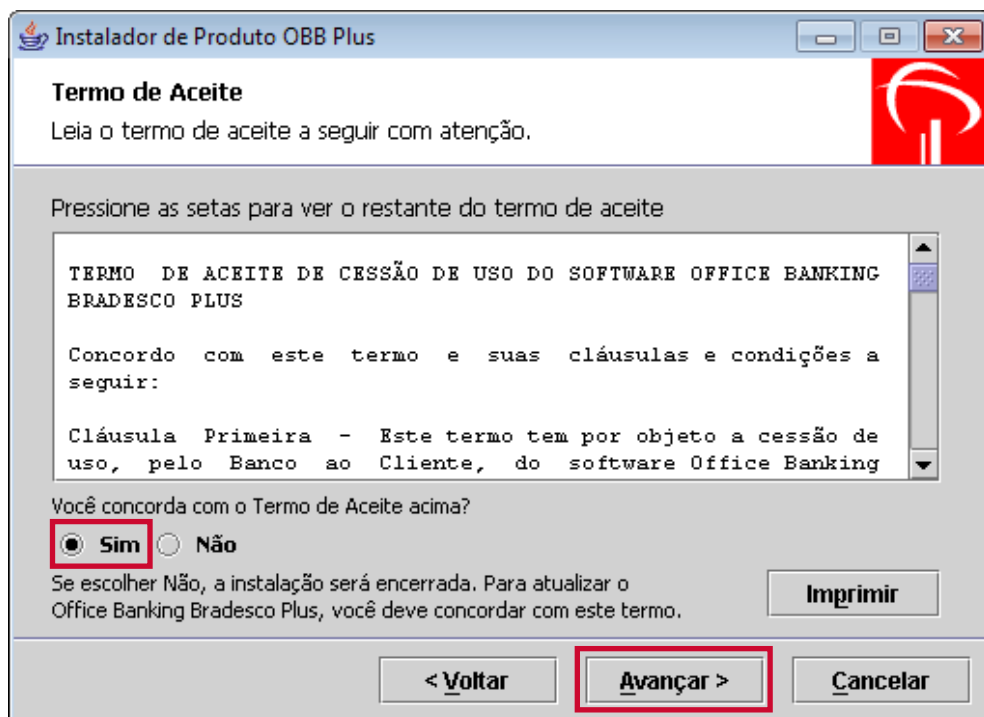 Instalador de Produto OBB Plus
Termo de Aceite
Leia o termo de aceite a seguir com atenção.
Pressione as setas para ver o restante do termo de aceite
TERMO DE ACEITE DE CESSÃO DE USO DO SOFTWARE OFFICE BANKING
BRADESCO PLUS
Concordo com este termo e suas cláusulas e condições a
seguir:
Cláusula Primeira - Este termo tem por objeto a cessão de
uso, pelo Banco ao Cliente, do software Office Banking
Você concorda com o Termo de Aceite acima?
Sim Não
Se escolher Não, a instalação será encerrada. Para atualizar o
Office Banking Bradesco Plus, você deve concordar com este termo.
Imprimir
< Voltar Avançar > Cancelar